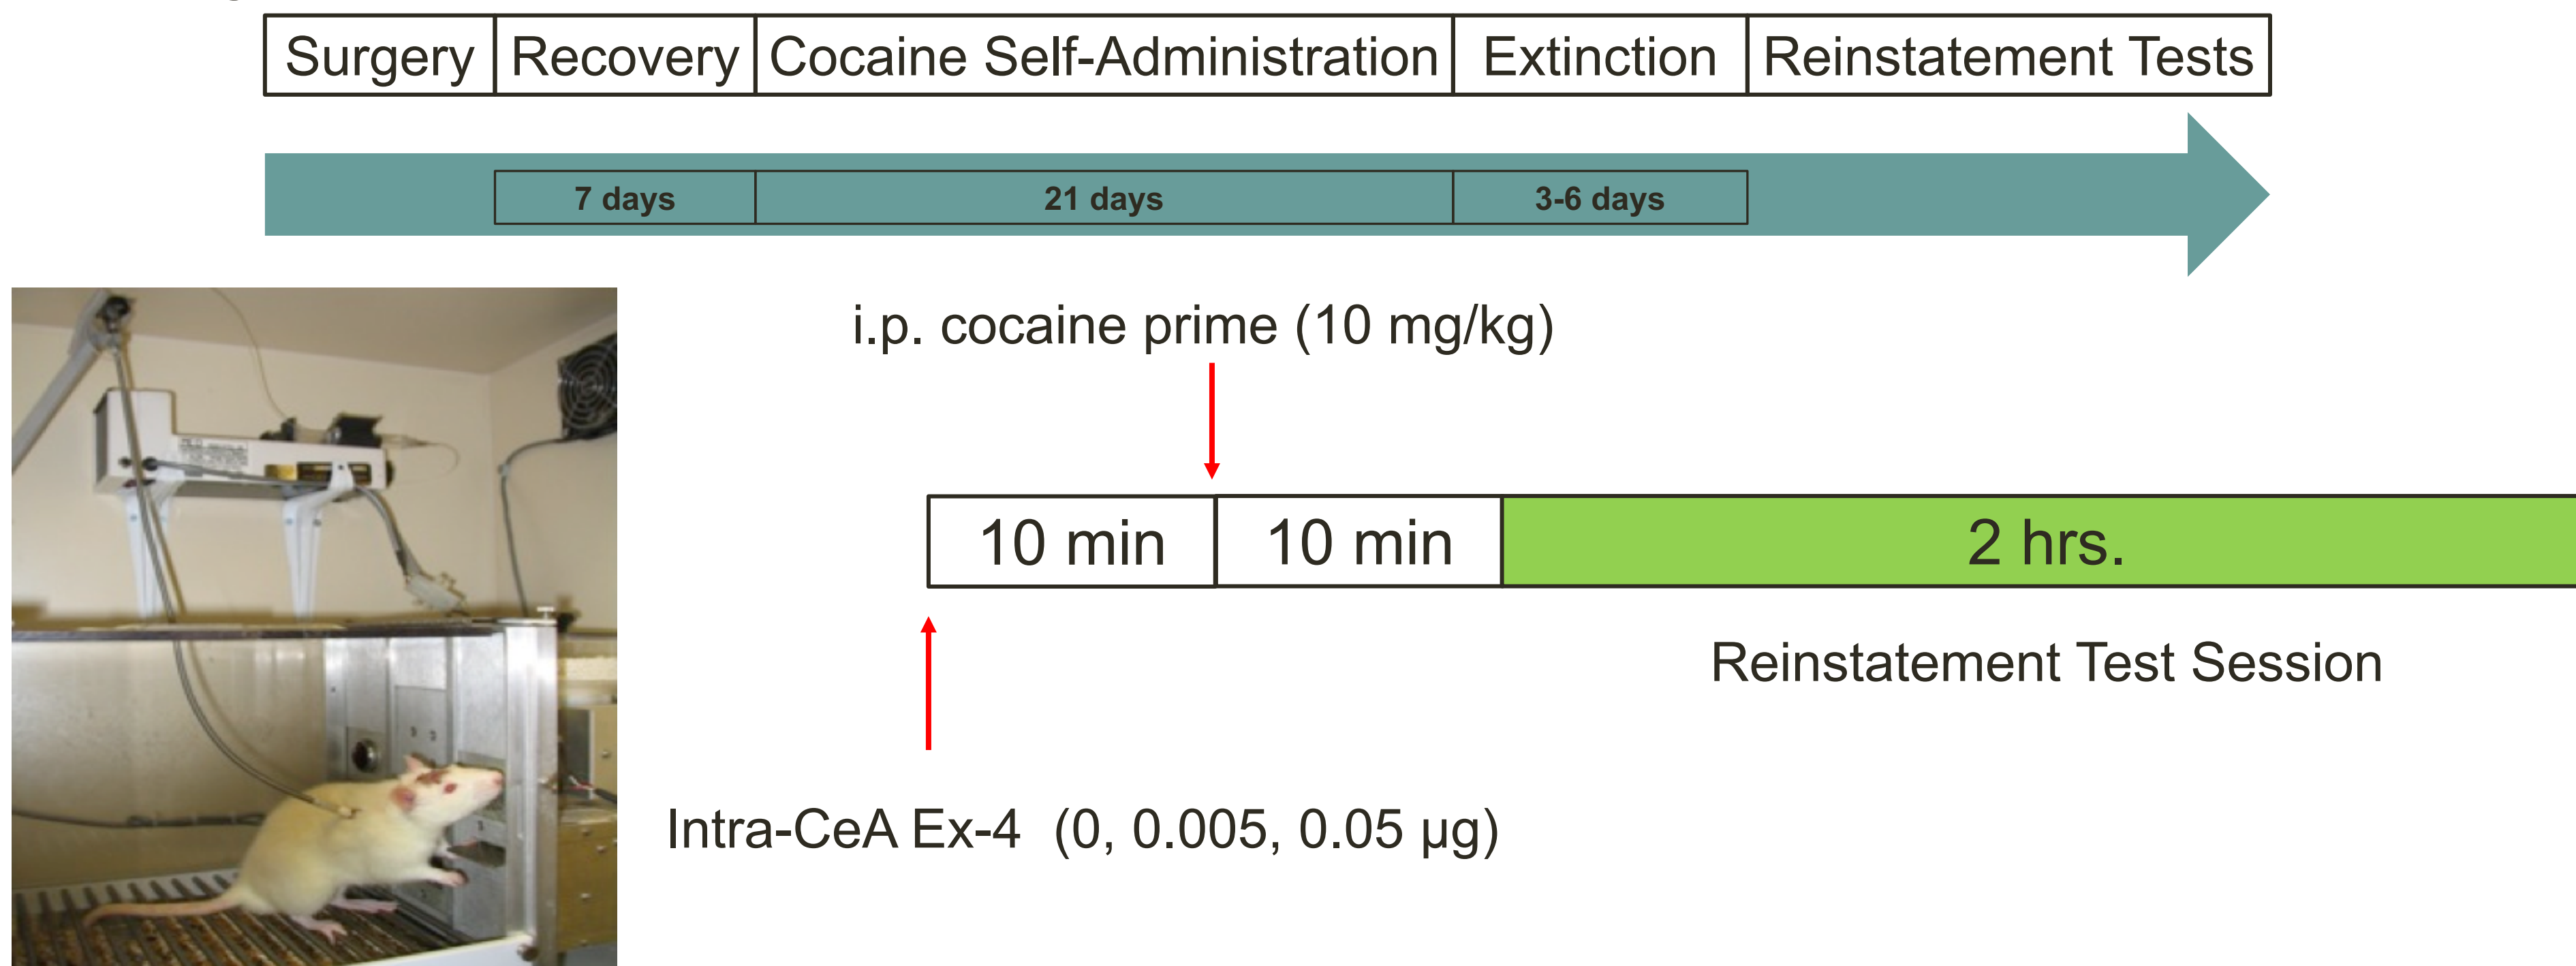 Surgery Recovery Cocaine Self-Administration Extinction Reinstatement Tests
7 days 21 days 3-6 days
i.p. cocaine prime (10 mg/kg)
10 min 10 min 2 hrs.
Reinstatement Test Session
Intra-CeA Ex-4 (0, 0.005, 0.05 µg)